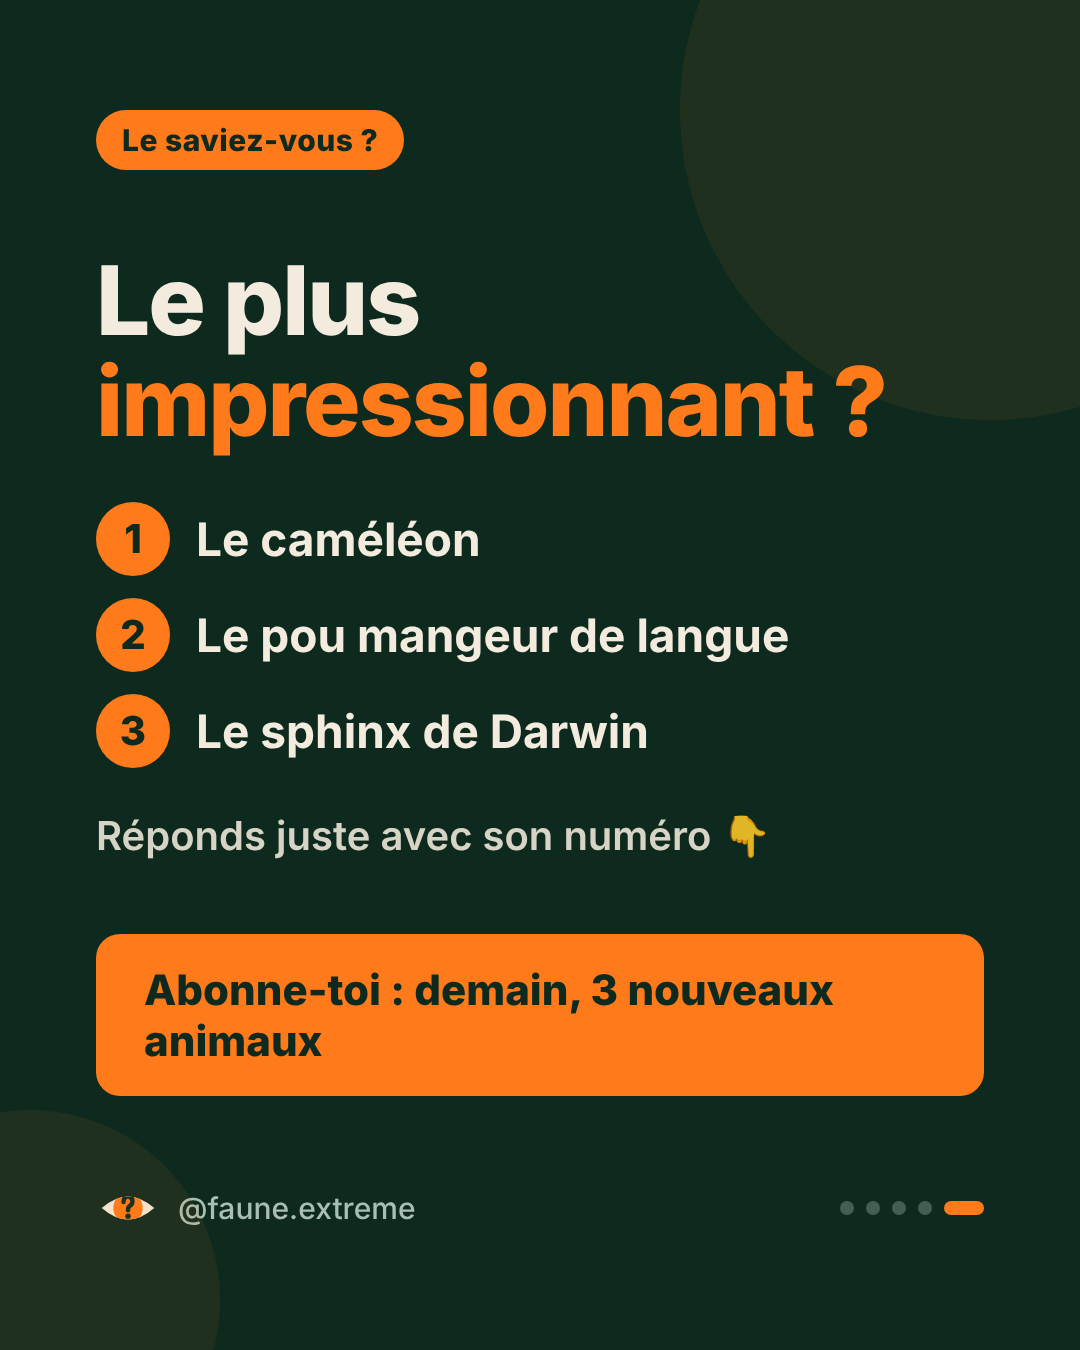 Le saviez-vous ?
Le plus
impressionnant ?
1 Le caméléon
2 Le pou mangeur de langue
3 Le sphinx de Darwin
Réponds juste avec son numéro 👇
Abonne-toi : demain, 3 nouveaux
animaux
? @faune.extreme